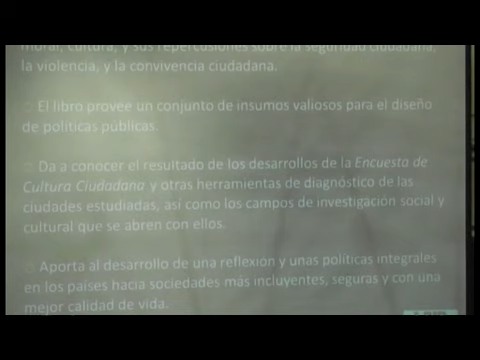 moral, cultura, y sus repercusiones sobre la seguridad ciudadana,
la violencia, y la convivencia ciudadana.
El libro provee un conjunto de insumos valiosos para el diseño
de políticas públicas.
Da a conocer el resultado de los desarrollos de la Encuesta de
Cultura Ciudadana y otras herramientas de diagnóstico de las
ciudades estudiadas, así como los campos de investigación social y
cultural que se abren con ellos.
Aporta al desarrollo de una reflexión y unas políticas integrales
en los países hacia sociedades más incluyentes, seguras y con una
mejor calidad de vida.